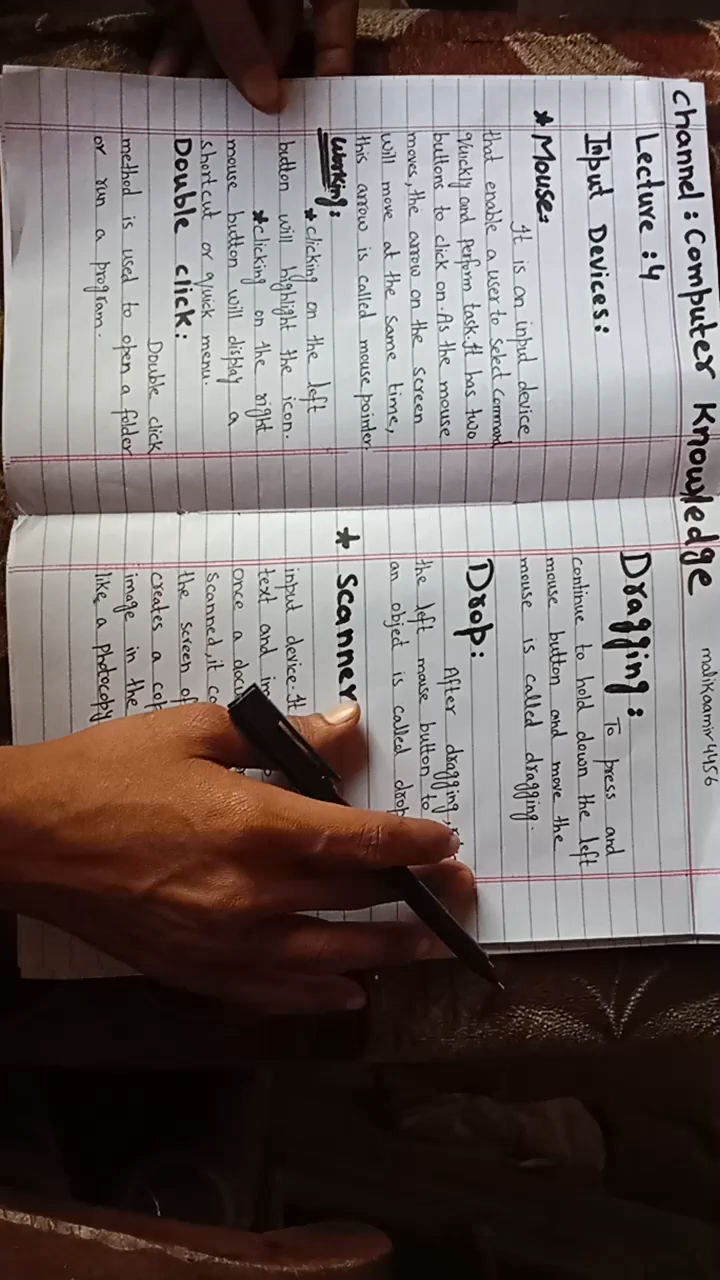 channel: Computer Knowledge
malikaamir4456
Lecture: 4
Input Devices:
* Mouse:
It is an input device
that enable a user to select command
quickly and perform task. It has two
buttons to click on. As the mouse
moves, the arrow on the screen
will move at the same time,
this arrow is called mouse pointer.
Working:
* clicking on the left
button will highlight the icon.
* clicking on the right
mouse button will display a
shortcut or quick menu.
Double click:
Double click
method is used to open a folder
or run a program.
Dragging:
To press and
continue to hold down the left
mouse button and move the
mouse is called dragging.
Drop:
After dragging,
the left mouse button to
an object is called drop
* Scanner
input device. It
text and
once a
scanned, it
the screen of
creates a
image in the
like a photocopy